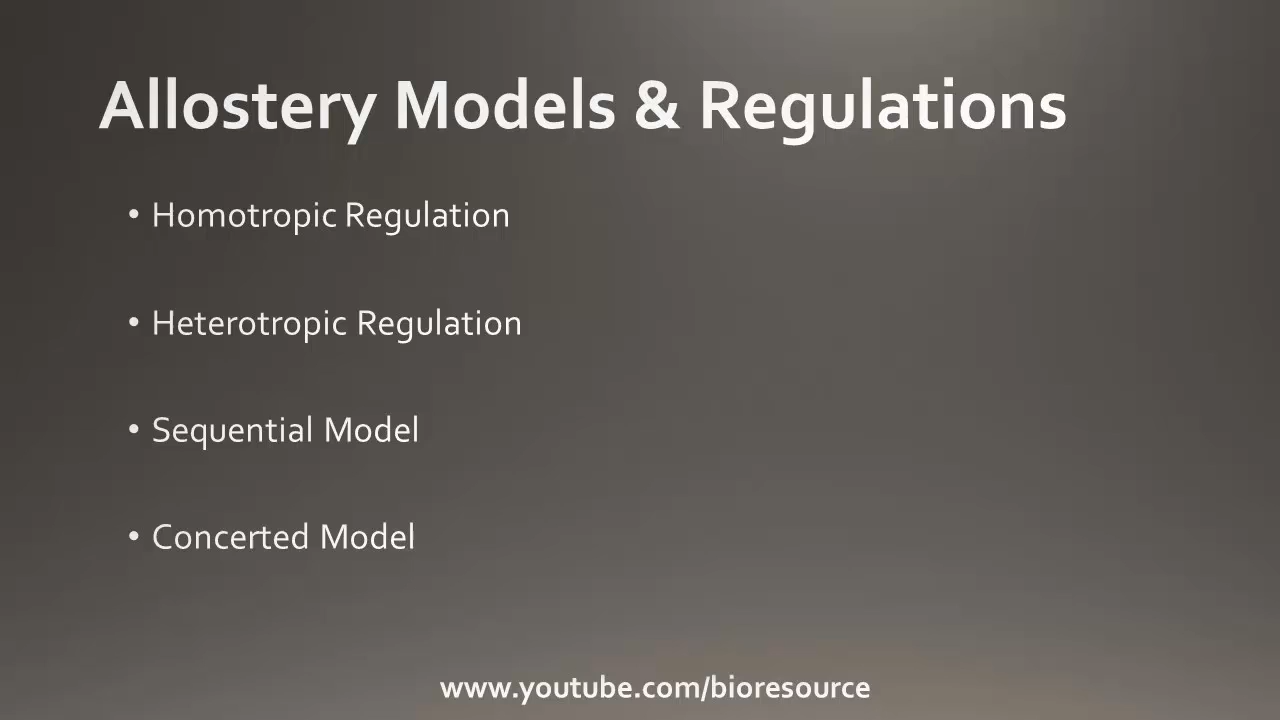 Allostery Models & Regulations
• Homotropic Regulation
• Heterotropic Regulation
• Sequential Model
• Concerted Model
www.youtube.com/bioresource